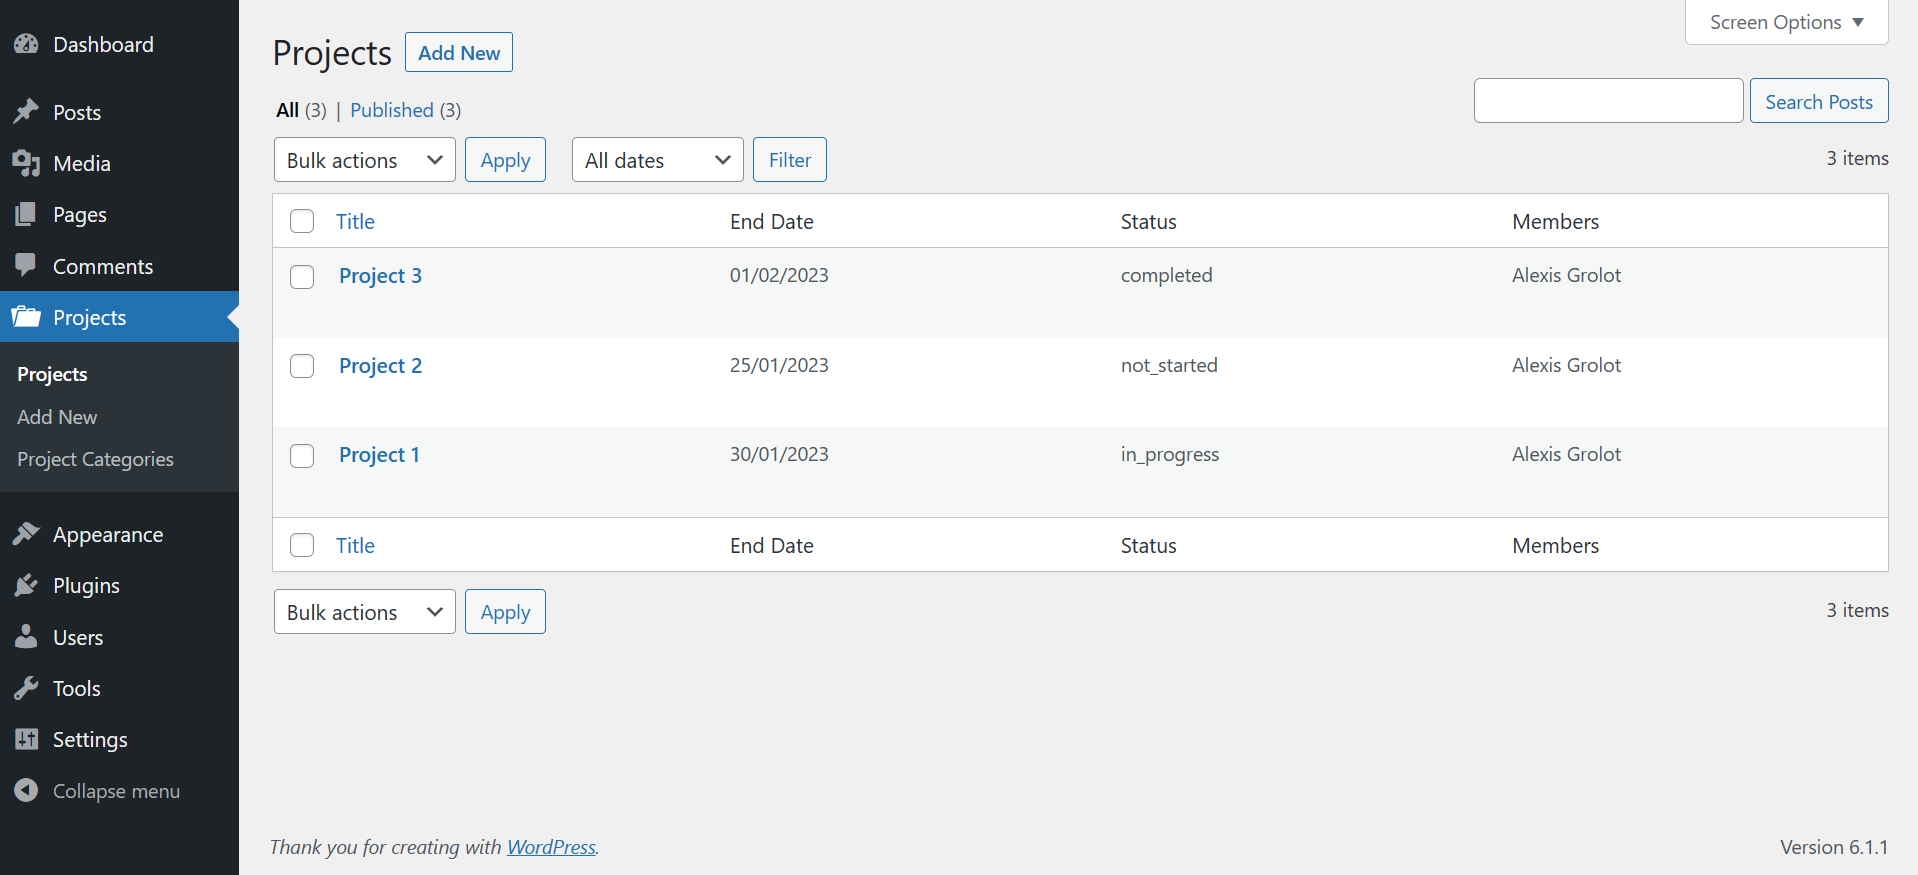 Dashboard
Posts
Media
Pages
Comments
Projects
Projects
Add New
Project Categories
Appearance
Plugins
Users
Tools
Settings
Collapse menu
Screen Options
Projects Add New
All (3) | Published (3)
Search Posts
Bulk actions Apply All dates Filter 3 items
Title End Date Status Members
Project 3 01/02/2023 completed Alexis Grolot
Project 2 25/01/2023 not_started Alexis Grolot
Project 1 30/01/2023 in_progress Alexis Grolot
Title End Date Status Members
Bulk actions Apply 3 items
Thank you for creating with WordPress. Version 6.1.1